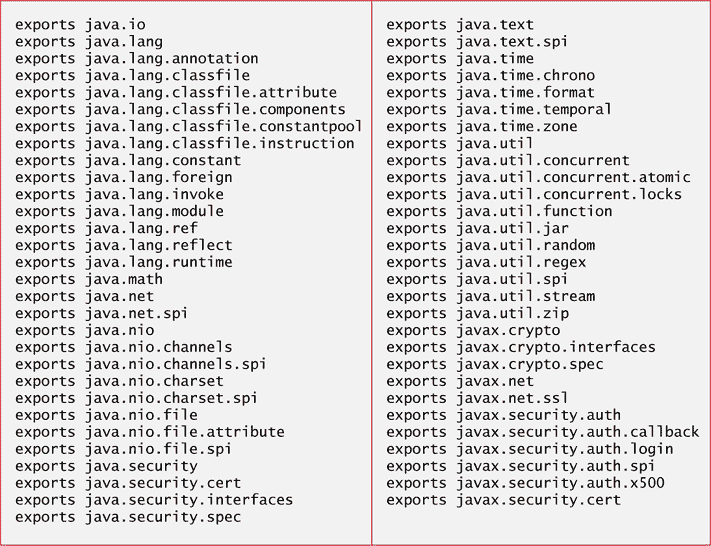 exports java.io
exports java.lang
exports java.lang.annotation
exports java.lang.classfile
exports java.lang.classfile.attribute
exports java.lang.classfile.components
exports java.lang.classfile.constantpool
exports java.lang.classfile.instruction
exports java.lang.constant
exports java.lang.foreign
exports java.lang.invoke
exports java.lang.module
exports java.lang.ref
exports java.lang.reflect
exports java.lang.runtime
exports java.math
exports java.net
exports java.net.spi
exports java.nio
exports java.nio.channels
exports java.nio.channels.spi
exports java.nio.charset
exports java.nio.charset.spi
exports java.nio.file
exports java.nio.file.attribute
exports java.nio.file.spi
exports java.security
exports java.security.cert
exports java.security.interfaces
exports java.security.spec
exports java.text
exports java.text.spi
exports java.time
exports java.time.chrono
exports java.time.format
exports java.time.temporal
exports java.time.zone
exports java.util
exports java.util.concurrent
exports java.util.concurrent.atomic
exports java.util.concurrent.locks
exports java.util.function
exports java.util.jar
exports java.util.random
exports java.util.regex
exports java.util.spi
exports java.util.stream
exports java.util.zip
exports javax.crypto
exports javax.crypto.interfaces
exports javax.crypto.spec
exports javax.net
exports javax.net.ssl
exports javax.security.auth
exports javax.security.auth.callback
exports javax.security.auth.login
exports javax.security.auth.spi
exports javax.security.auth.x500
exports javax.security.cert